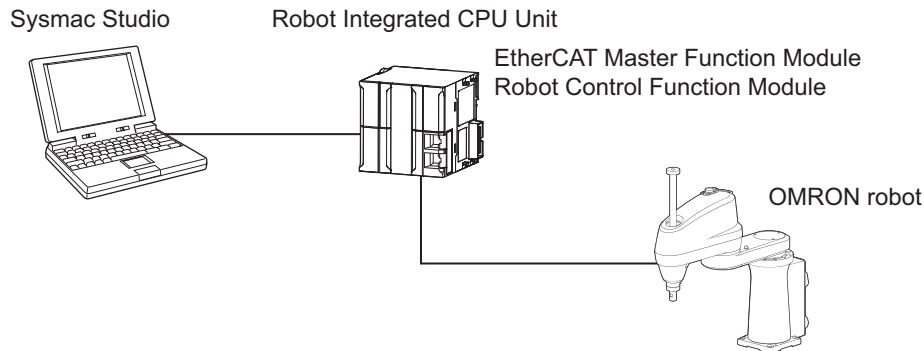 Sysmac Studio
Robot Integrated CPU Unit
EtherCAT Master Function Module
Robot Control Function Module
OMRON robot